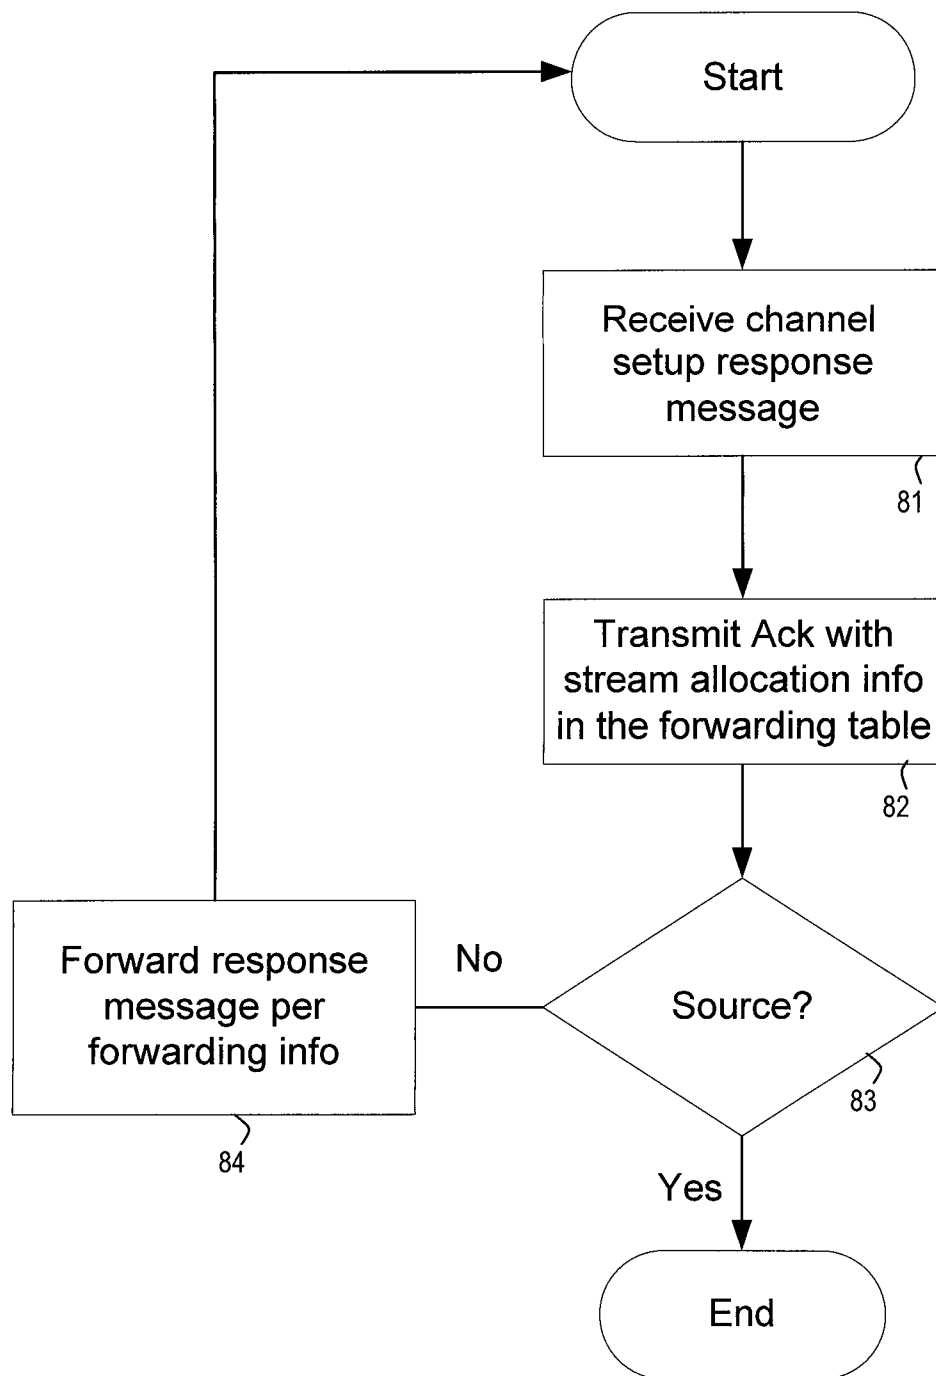 Start
Receive channel
setup response
message
81
Transmit Ack with
stream allocation info
in the forwarding table
82
Source?
83
No
Forward response
message per
forwarding info
84
Yes
End